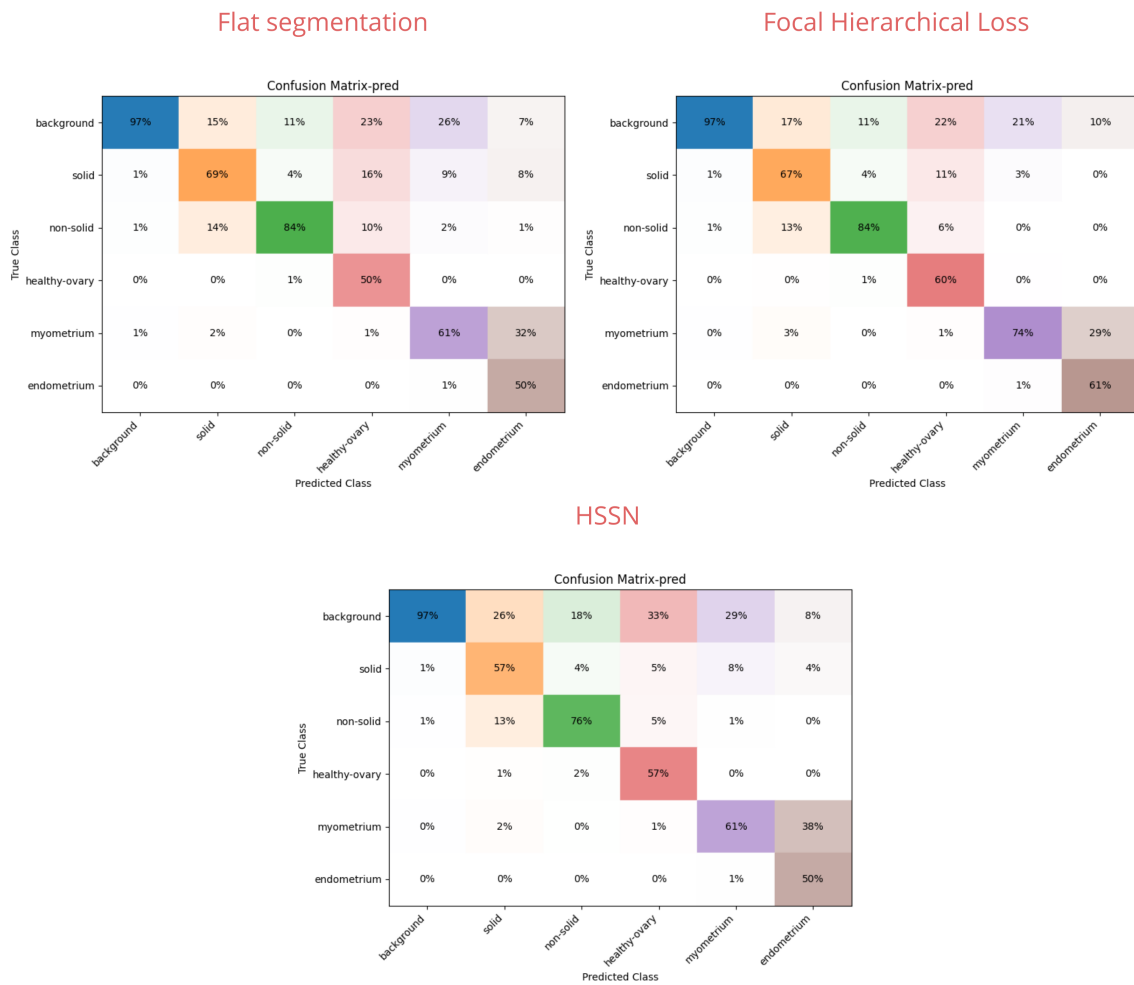 Flat segmentation
Confusion Matrix-pred
True Class
background 97% 15% 11% 23% 26% 7%
solid 1% 69% 4% 16% 9% 8%
non-solid 1% 14% 84% 10% 2% 1%
healthy-ovary 0% 0% 1% 50% 0% 0%
myometrium 1% 2% 0% 1% 61% 32%
endometrium 0% 0% 0% 0% 1% 50%
background solid non-solid healthy-ovary myometrium endometrium
Predicted Class
Focal Hierarchical Loss
Confusion Matrix-pred
True Class
background 97% 17% 11% 22% 21% 10%
solid 1% 67% 4% 11% 3% 0%
non-solid 1% 13% 84% 6% 0% 0%
healthy-ovary 0% 0% 1% 60% 0% 0%
myometrium 0% 3% 0% 1% 74% 29%
endometrium 0% 0% 0% 0% 1% 61%
background solid non-solid healthy-ovary myometrium endometrium
Predicted Class
HSSN
Confusion Matrix-pred
True Class
background 97% 26% 18% 33% 29% 8%
solid 1% 57% 4% 5% 8% 4%
non-solid 1% 13% 76% 5% 1% 0%
healthy-ovary 0% 1% 2% 57% 0% 0%
myometrium 0% 2% 0% 1% 61% 38%
endometrium 0% 0% 0% 0% 1% 50%
background solid non-solid healthy-ovary myometrium endometrium
Predicted Class